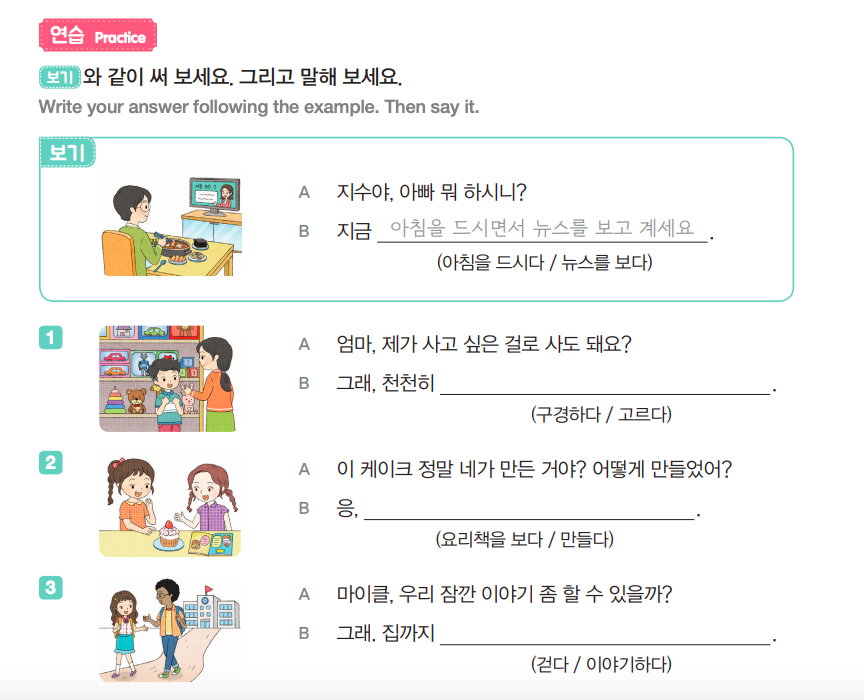 연습 Practice
보기 와 같이 써 보세요. 그리고 말해 보세요.
Write your answer following the example. Then say it.
보기
A 지수야, 아빠 뭐 하시니?
B 지금 아침을 드시면서 뉴스를 보고 계세요.
(아침을 드시다 / 뉴스를 보다)
1
A 엄마, 제가 사고 싶은 걸로 사도 돼요?
B 그래, 천천히 ______________________________.
(구경하다 / 고르다)
2
A 이 케이크 정말 네가 만든 거야? 어떻게 만들었어?
B 응, ______________________________.
(요리책을 보다 / 만들다)
3
A 마이클, 우리 잠깐 이야기 좀 할 수 있을까?
B 그래. 집까지 ______________________________.
(걷다 / 이야기하다)